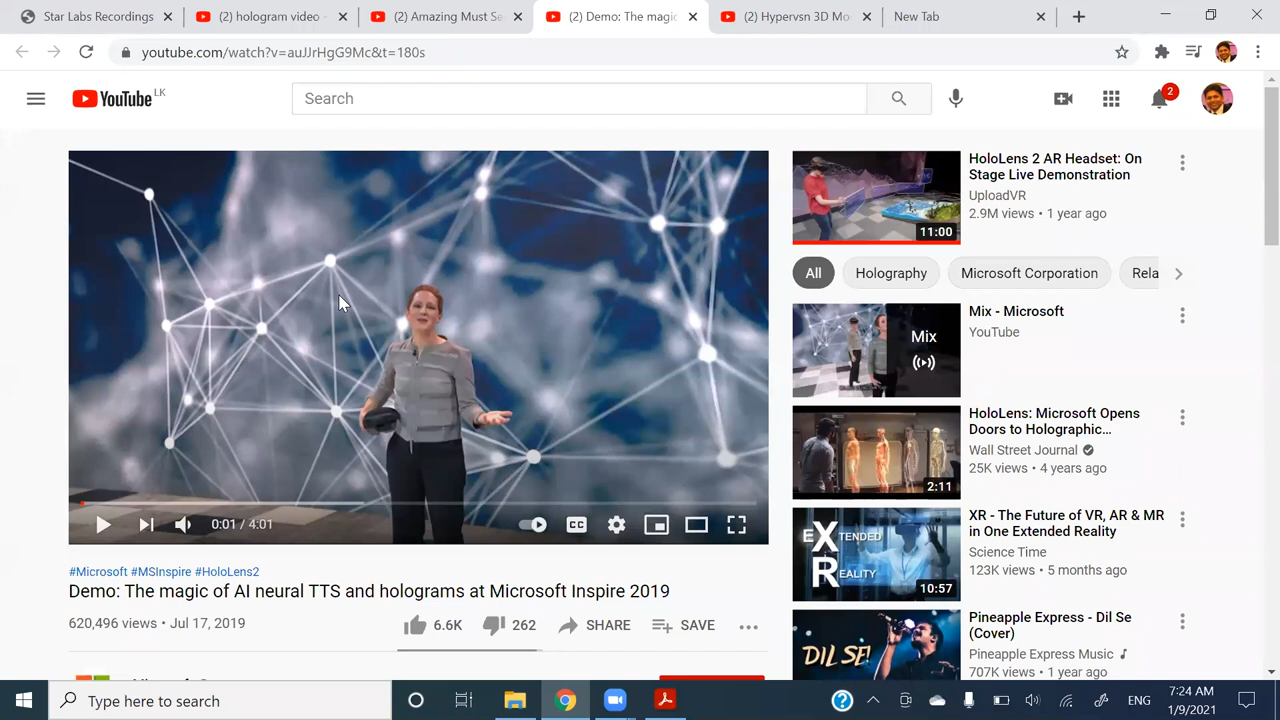 Star Labs Recordings
(2) hologram video -
(2) Amazing Must Se
(2) Demo: The magic
(2) Hypervsn 3D Mo
New Tab
youtube.com/watch?v=auJJrHgG9Mc&t=180s
YouTube LK
Search
2
HoloLens 2 AR Headset: On
Stage Live Demonstration
UploadVR
2.9M views • 1 year ago
11:00
All
Holography
Microsoft Corporation
Rela
Mix - Microsoft
YouTube
Mix
HoloLens: Microsoft Opens
Doors to Holographic...
Wall Street Journal
25K views • 4 years ago
2:11
XR - The Future of VR, AR & MR
in One Extended Reality
Science Time
123K views • 5 months ago
EXTENDED
REALITY
10:57
Pineapple Express - Dil Se
(Cover)
Pineapple Express Music
707K views • 1 year ago
DIL SE!
0:01 / 4:01
CC
#Microsoft #MSInspire #HoloLens2
Demo: The magic of AI neural TTS and holograms at Microsoft Inspire 2019
620,496 views • Jul 17, 2019
6.6K
262
SHARE
SAVE
Type here to search
ENG
7:24 AM
1/9/2021